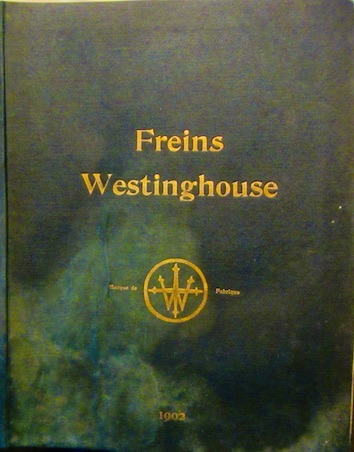 Freins
Westinghouse
Marque de Fabrique
1902